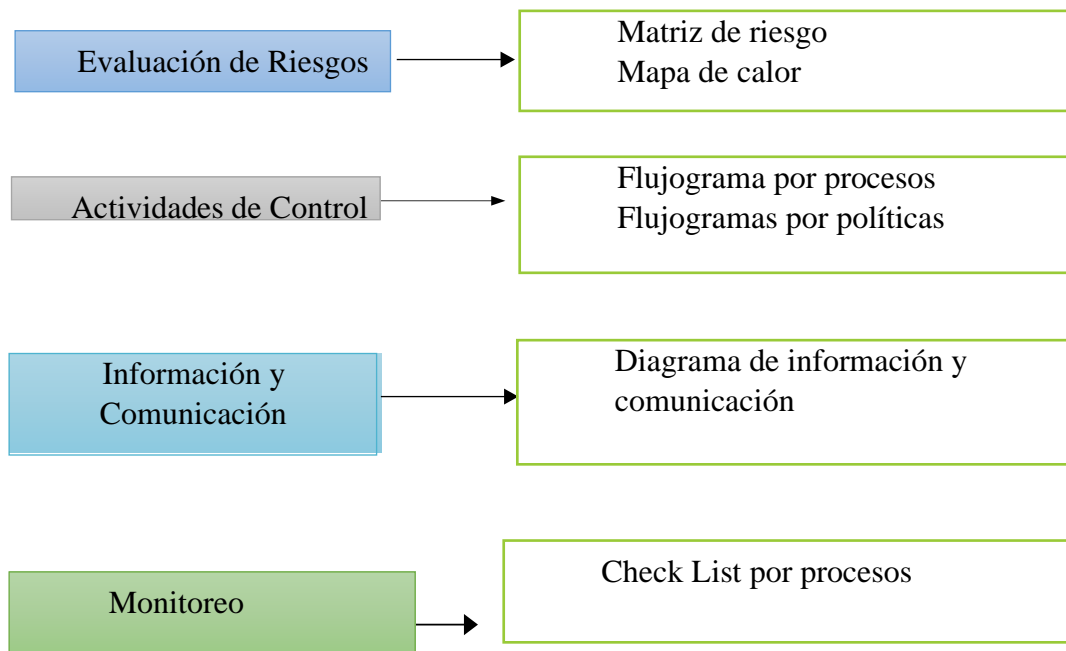 Evaluación de Riesgos
Matriz de riesgo
Mapa de calor
Actividades de Control
Flujograma por procesos
Flujogramas por políticas
Información y
Comunicación
Diagrama de información y
comunicación
Monitoreo
Check List por procesos